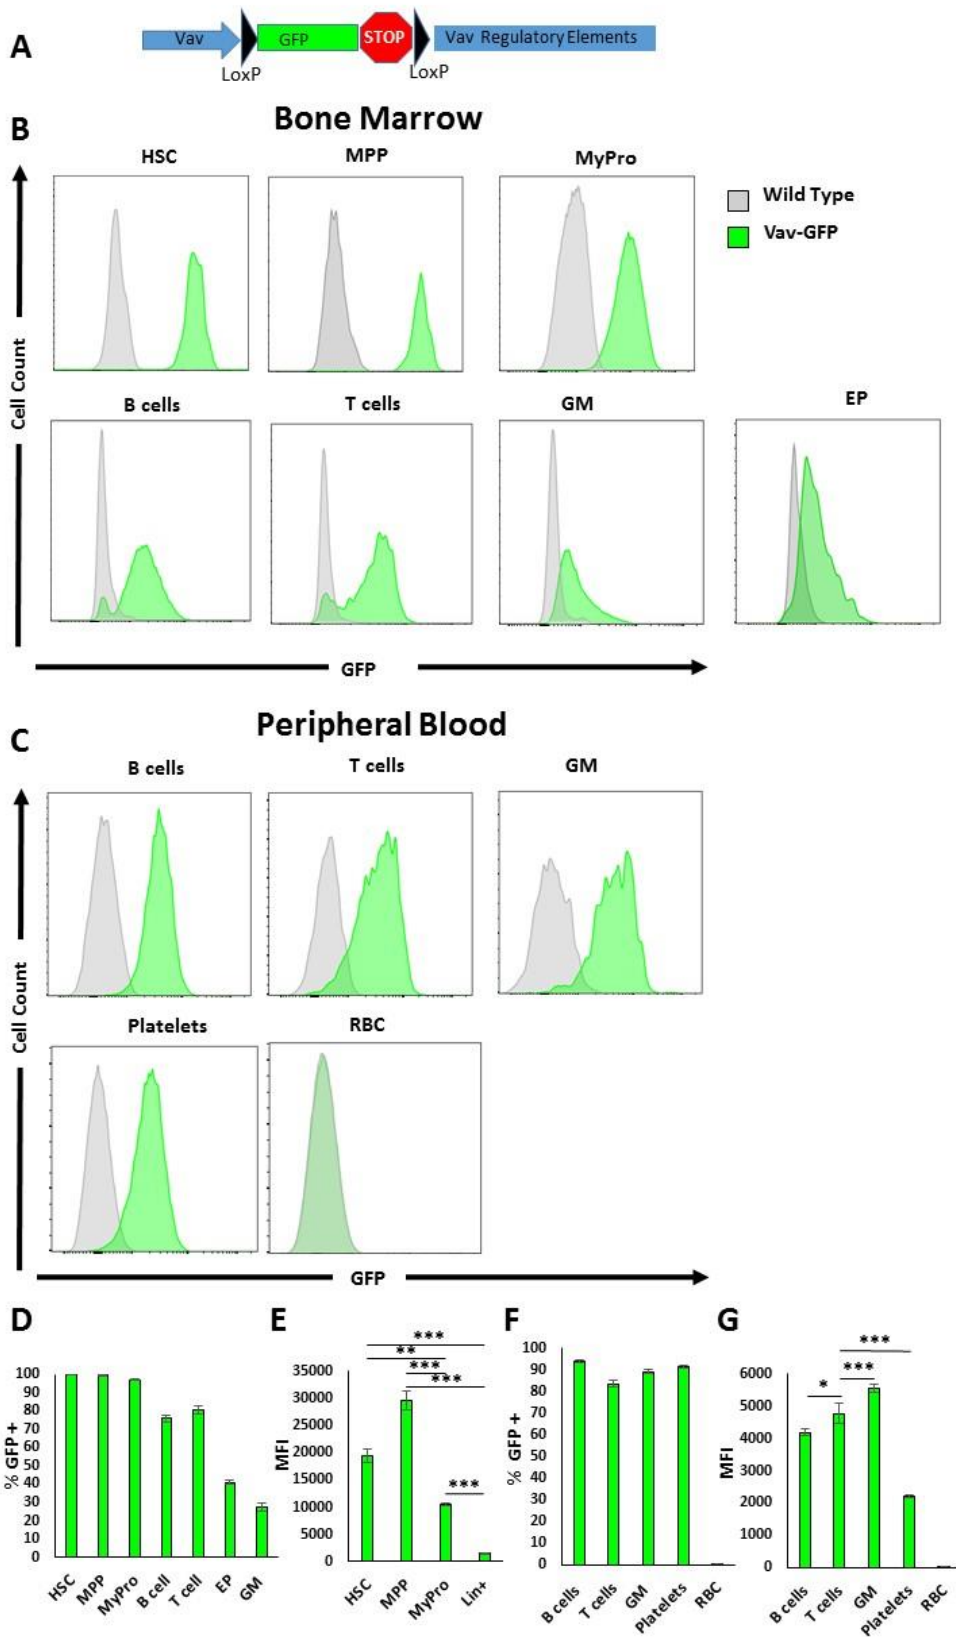 A
Vav
GFP
STOP
Vav Regulatory Elements
LoxP
LoxP
B
Bone Marrow
HSC
MPP
MyPro
Wild Type
Vav-GFP
B cells
T cells
GM
EP
Cell Count
GFP
C
Peripheral Blood
B cells
T cells
GM
Platelets
RBC
Cell Count
GFP
D
% GFP +
100
90
80
70
60
50
40
30
20
10
0
HSC
MPP
MyPro
B cell
T cell
EP
GM
E
***
**
***
***
***
MFI
35000
30000
25000
20000
15000
10000
5000
0
HSC
MPP
MyPro
Lin+
F
% GFP +
100
90
80
70
60
50
40
30
20
10
0
B cells
T cells
GM
Platelets
RBC
G
***
***
*
MFI
6000
5000
4000
3000
2000
1000
0
B cells
T cells
GM
Platelets
RBC